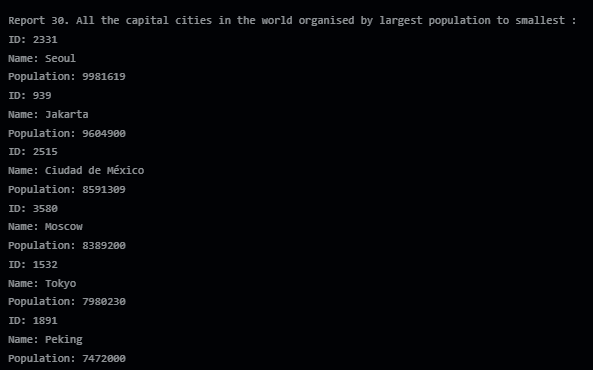 Report 30. All the capital cities in the world organised by largest population to smallest :
ID: 2331
Name: Seoul
Population: 9981619
ID: 939
Name: Jakarta
Population: 9604900
ID: 2515
Name: Ciudad de México
Population: 8591309
ID: 3580
Name: Moscow
Population: 8389200
ID: 1532
Name: Tokyo
Population: 7980230
ID: 1891
Name: Peking
Population: 7472000